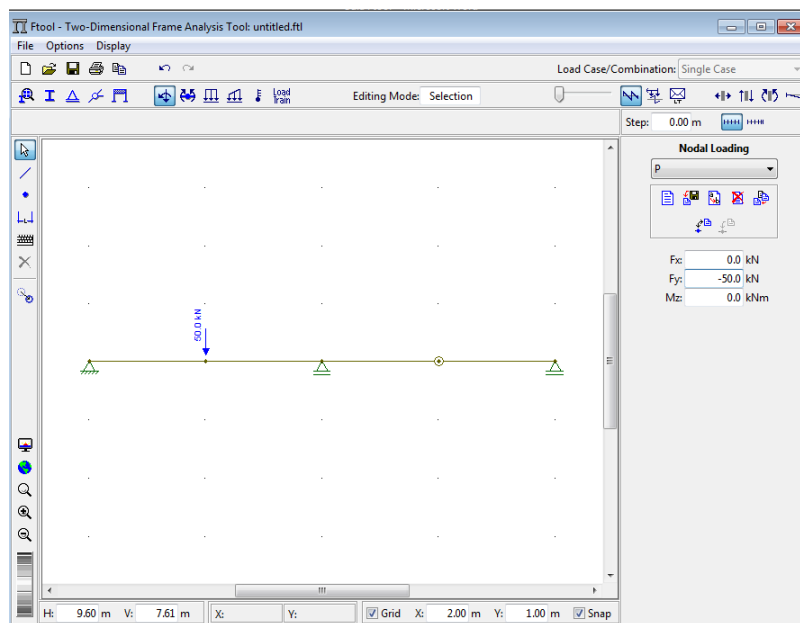 Ftool - Two-Dimensional Frame Analysis Tool: untitled.ftl
File Options Display
Load Case/Combination: Single Case
Load Train
Editing Mode: Selection
Step: 0.00 m
Nodal Loading
P
Fx: 0.0 kN
Fy: -50.0 kN
Mz: 0.0 kNm
50.0 kN
H: 9.60 m V: 7.61 m X: Y: Grid X: 2.00 m Y: 1.00 m Snap